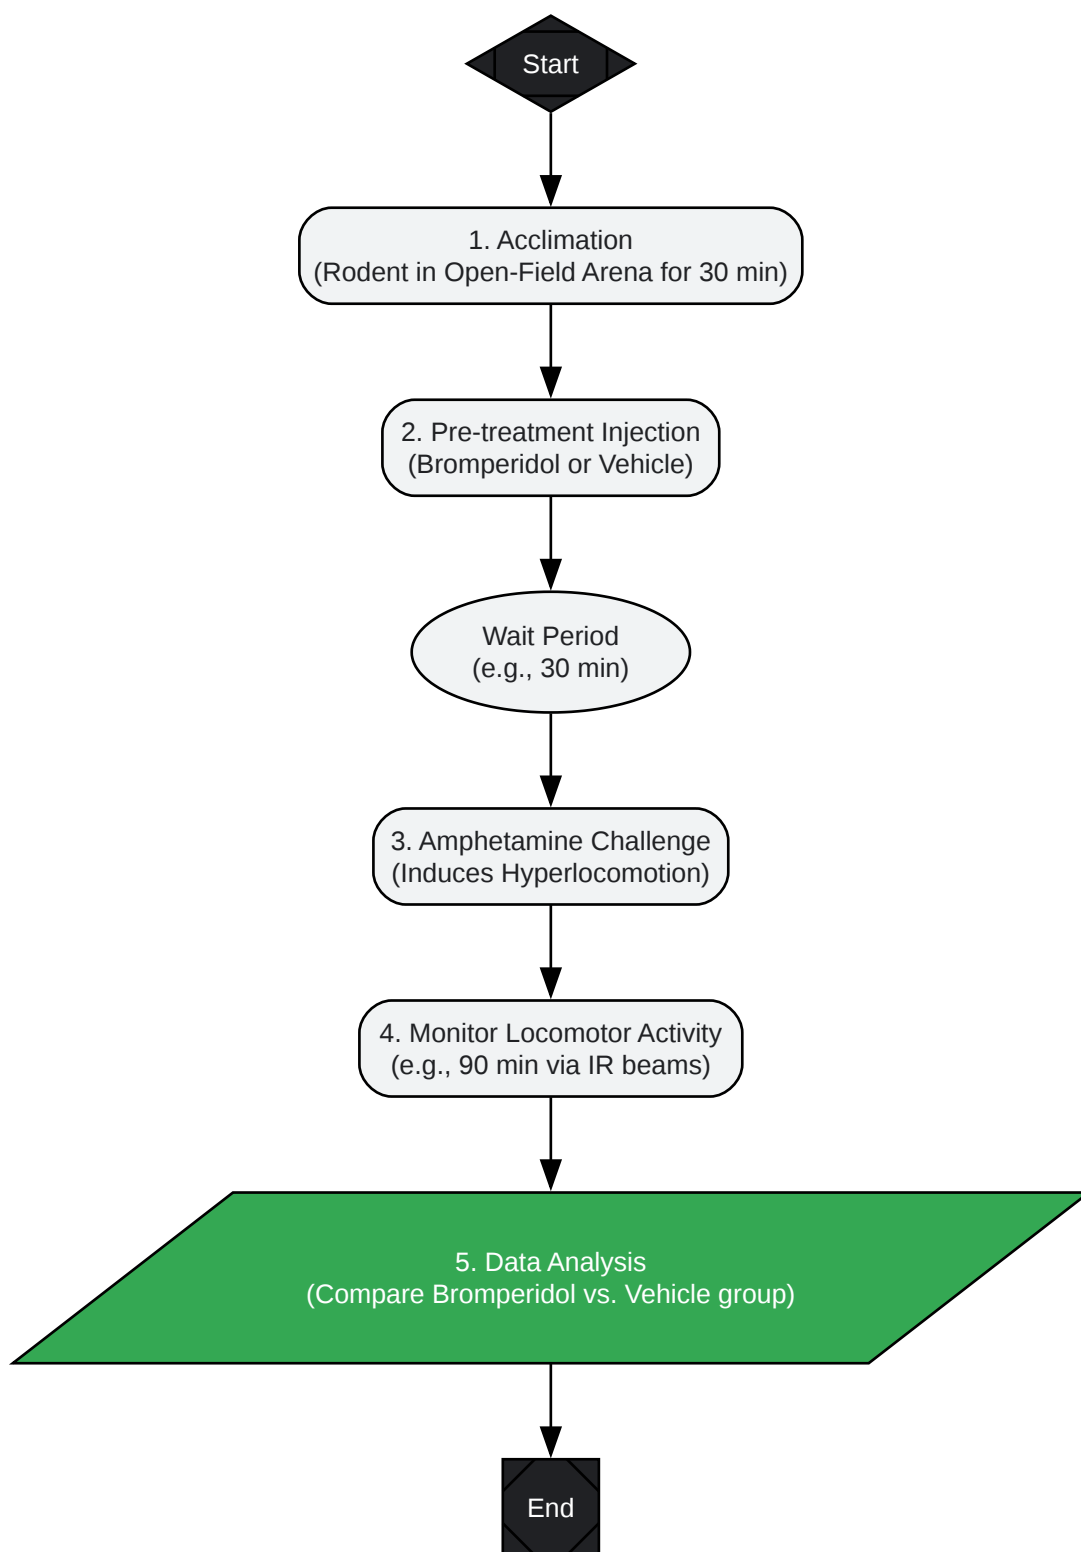 Start
1. Acclimation
(Rodent in Open-Field Arena for 30 min)
2. Pre-treatment Injection
(Bromperidol or Vehicle)
Wait Period
(e.g., 30 min)
3. Amphetamine Challenge
(Induces Hyperlocomotion)
4. Monitor Locomotor Activity
(e.g., 90 min via IR beams)
5. Data Analysis
(Compare Bromperidol vs. Vehicle group)
End